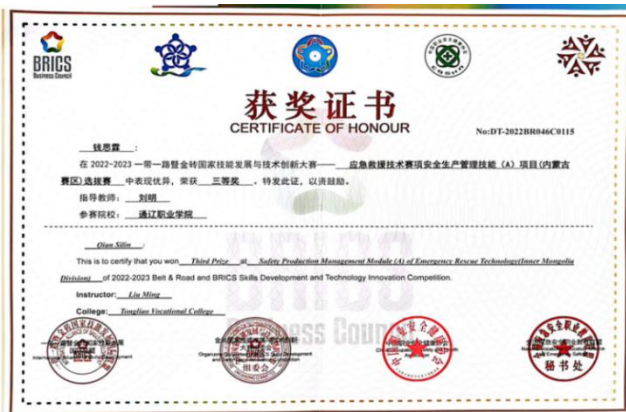 BRICS
Business Council
获奖证书
CERTIFICATE OF HONOUR
No:DT-2022BR046C0115
钱思霖 :
在 2022-2023 一带一路暨金砖国家技能发展与技术创新大赛—— 应急救援技术赛项安全生产管理技能（A）项目(内蒙古
赛区)选拔赛 中表现优异，荣获 三等奖 。特发此证，以资鼓励。
指导教师： 刘明
参赛院校： 通辽职业学院
Qian Silin :
This is to certify that you won Third Prize at Safety Production Management Module (A) of Emergency Rescue Technology(Inner Mongolia
Division) of 2022-2023 Belt & Road and BRICS Skills Development and Technology Innovation Competition.
Instructor: Liu Ming
College: Tongliao Vocational College
BRICS
Business Council
组委会
秘书处